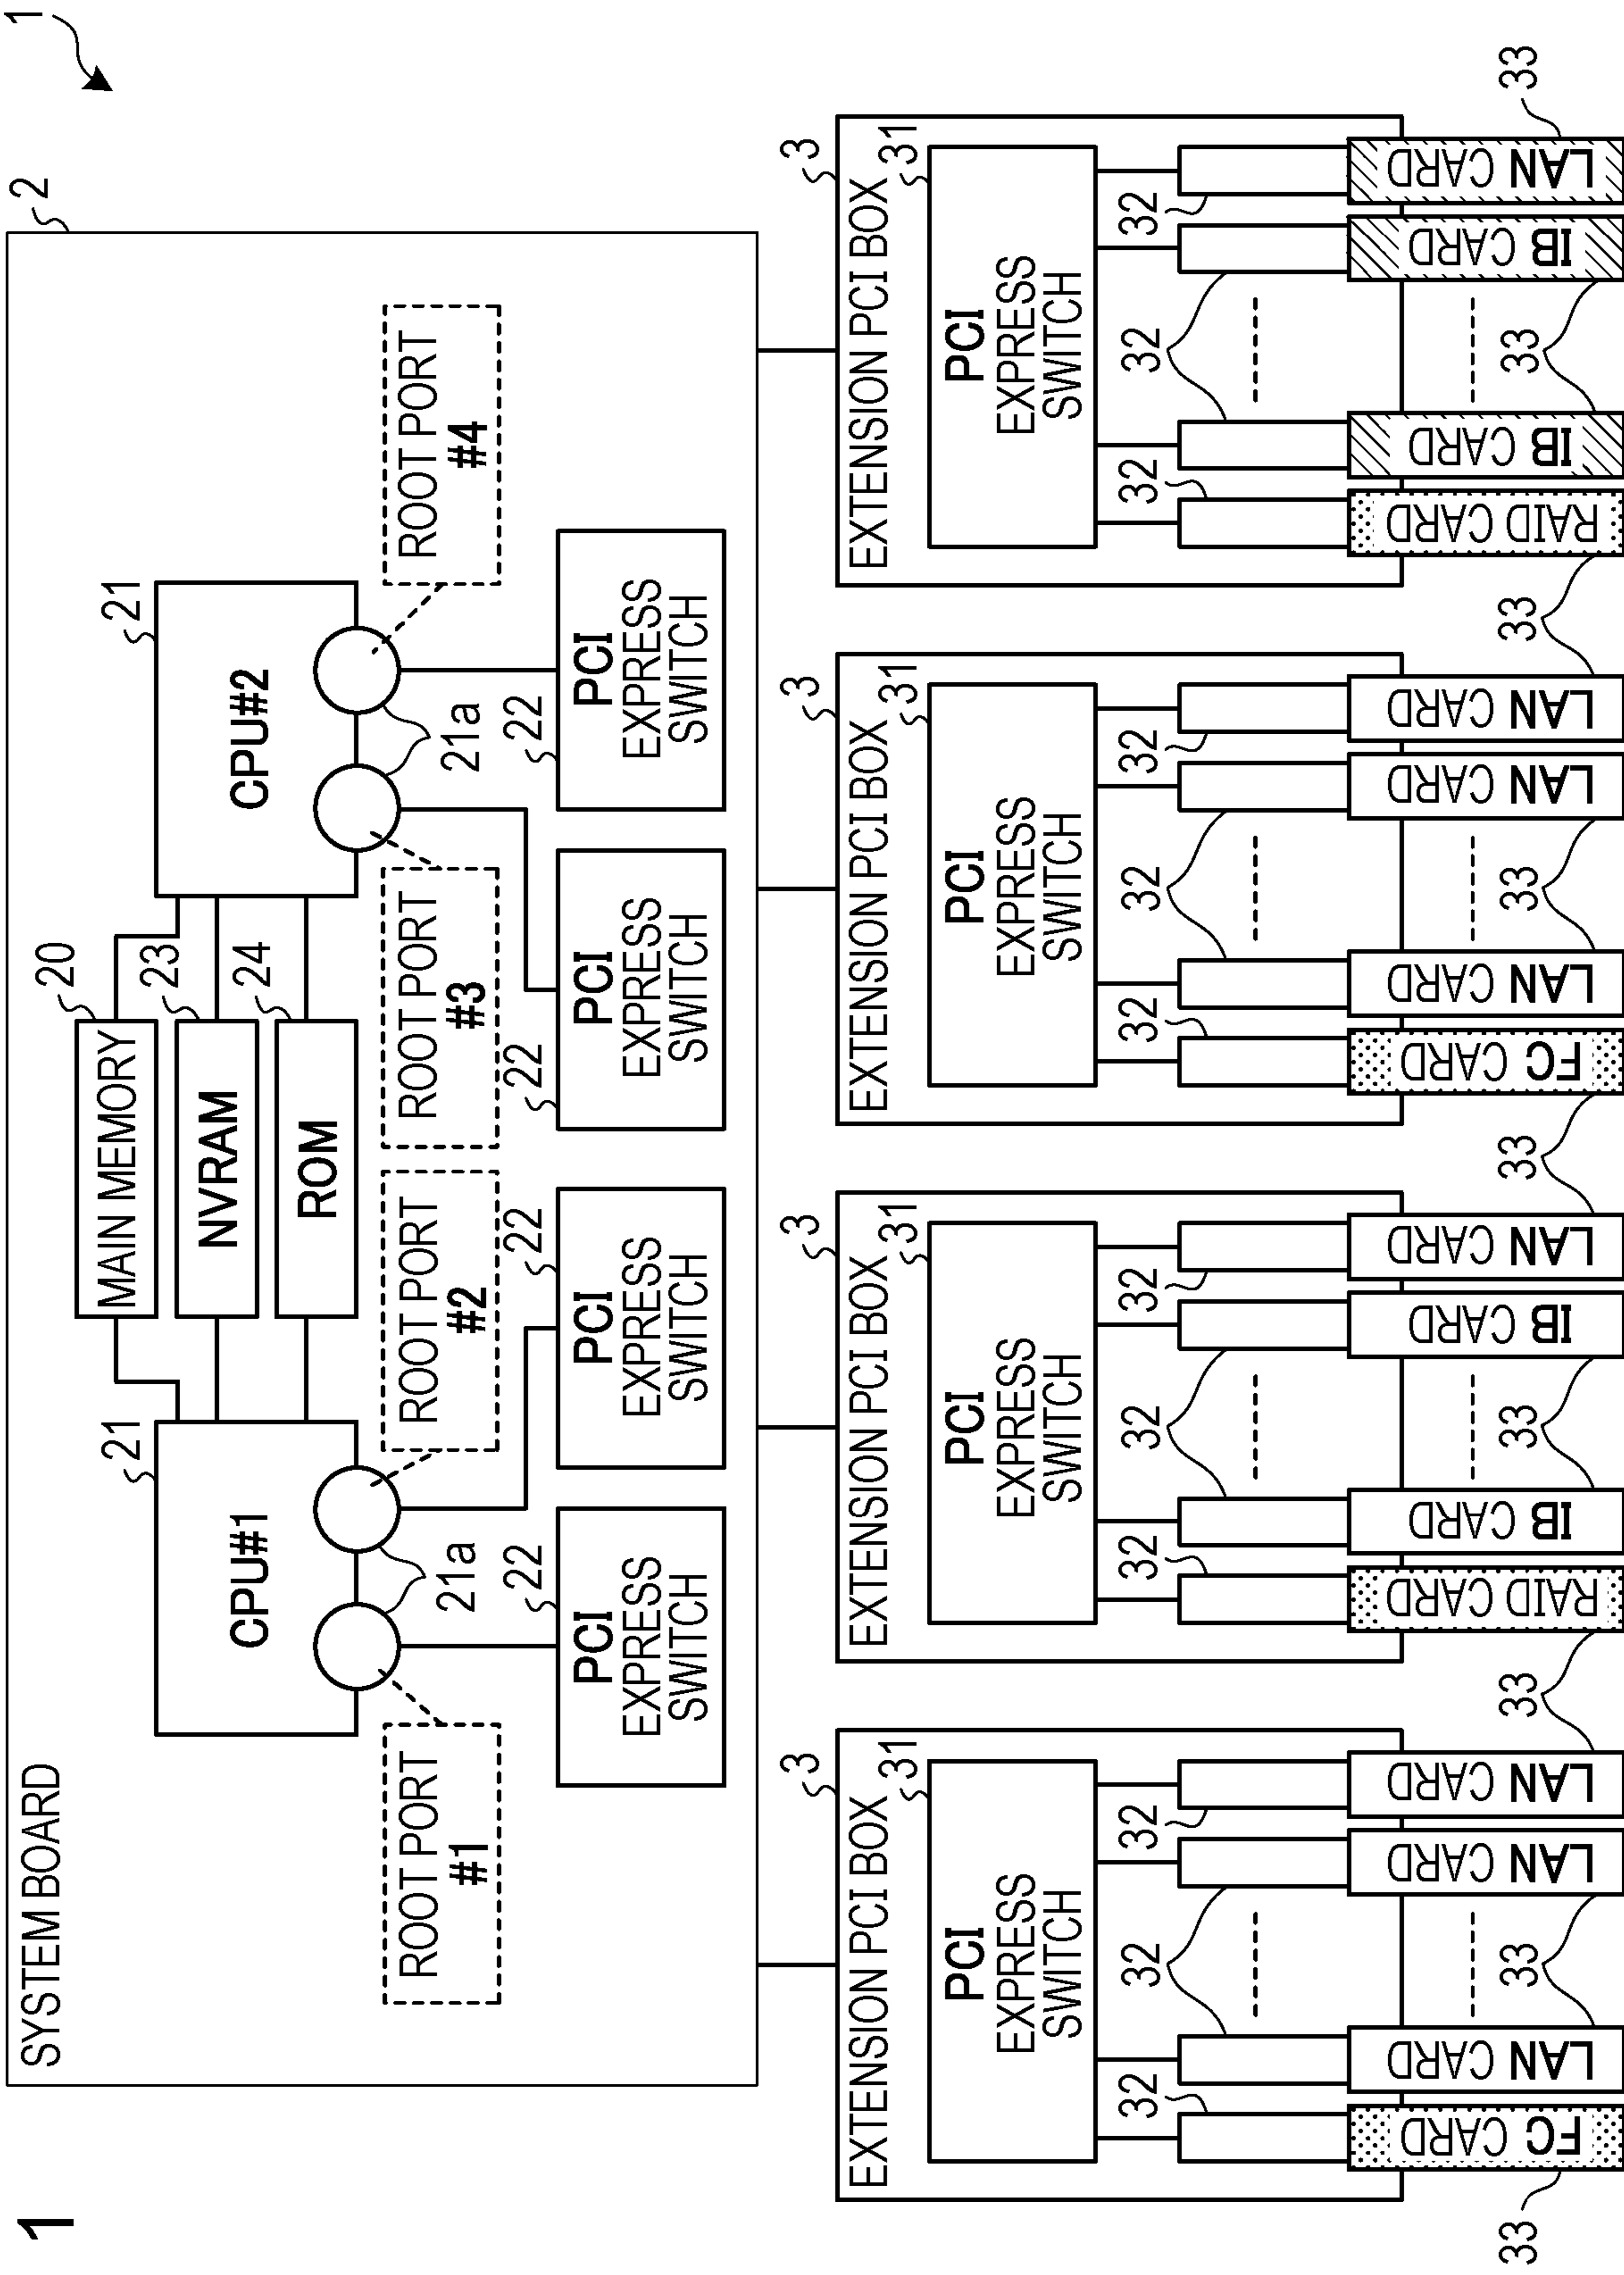 1
1
SYSTEM BOARD
2
MAIN MEMORY
20
NVRAM
23
ROM
24
CPU#1
21
CPU#2
21
21a
21a
ROOT PORT
#1
ROOT PORT
#2
ROOT PORT
#3
ROOT PORT
#4
PCI
EXPRESS
SWITCH
22
PCI
EXPRESS
SWITCH
22
PCI
EXPRESS
SWITCH
22
PCI
EXPRESS
SWITCH
22
EXTENSION PCI BOX
3
PCI
EXPRESS
SWITCH
31
32
32
32
FC CARD
LAN CARD
LAN CARD
LAN CARD
33
33
33
EXTENSION PCI BOX
3
PCI
EXPRESS
SWITCH
31
32
32
32
RAID CARD
IB CARD
IB CARD
LAN CARD
33
33
EXTENSION PCI BOX
3
PCI
EXPRESS
SWITCH
31
32
32
32
FC CARD
LAN CARD
LAN CARD
LAN CARD
33
33
EXTENSION PCI BOX
3
PCI
EXPRESS
SWITCH
31
32
32
32
RAID CARD
IB CARD
IB CARD
LAN CARD
33
33